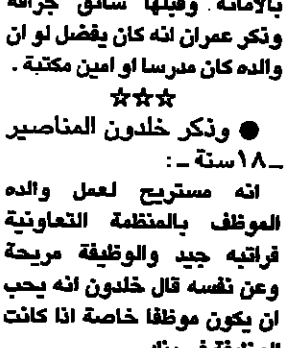 بالأمانة. وقبلها سائق جرافة
وذكر عمران انه كان يفضل لو ان
والده كان مدرسا او امين مكتبة .
☆☆☆
● وذكر خلدون المناصير
ـ ١٨سنة ـ :
انه مستريح لعمل والده
الموظف بالمنظمة التعاونية
فراتبه جيد والوظيفة مريحة
وعن نفسه قال خلدون انه يحب
ان يكون موظفا خاصة اذا كانت